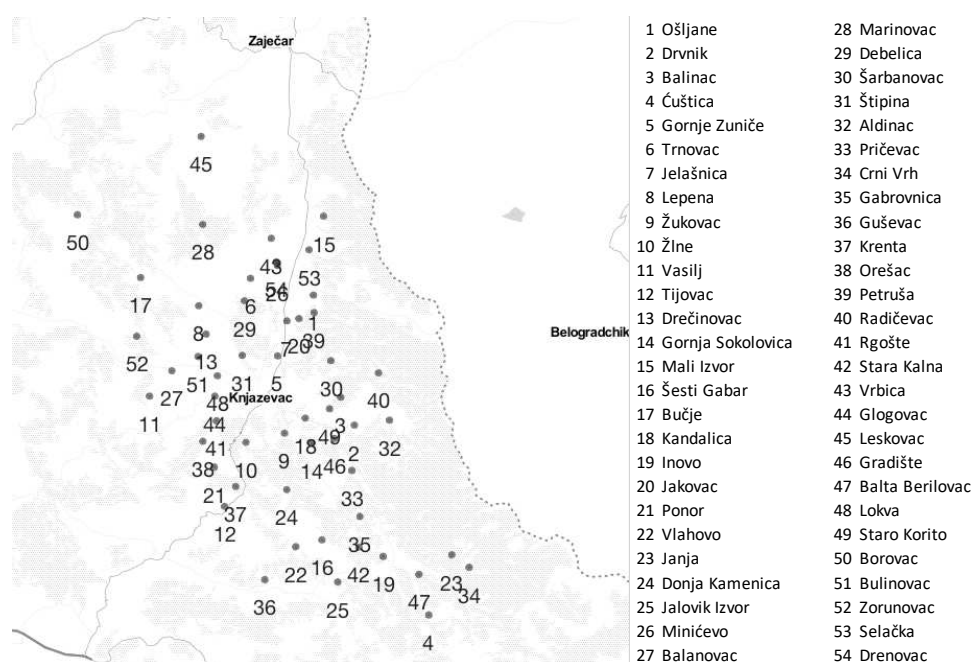 Zaječar
45
50
28
15
43
53
54
26
17
6
1
29
8
39
20
7
13
52
51
31
5
30
Belogradchik
27
Knjazevac
48
40
11
44
3
49
18
41
32
2
9
46
38
10
14
21
33
37
24
12
35
16
22
42
19
23
34
47
36
25
4
1 Ošljane
2 Drvnik
3 Balinac
4 Ćuštica
5 Gornje Zuniče
6 Trnovac
7 Jelašnica
8 Lepena
9 Žukovac
10 Žlne
11 Vasilj
12 Tijovac
13 Drečinovac
14 Gornja Sokolovica
15 Mali Izvor
16 Šesti Gabar
17 Bučje
18 Kandalica
19 Inovo
20 Jakovac
21 Ponor
22 Vlahovo
23 Janja
24 Donja Kamenica
25 Jalovik Izvor
26 Minićevo
27 Balanovac
28 Marinovac
29 Debelica
30 Šarbanovac
31 Štipina
32 Aldinac
33 Pričevac
34 Crni Vrh
35 Gabrovnica
36 Guševac
37 Krenta
38 Orešac
39 Petruša
40 Radičevac
41 Rgošte
42 Stara Kalna
43 Vrbica
44 Glogovac
45 Leskovac
46 Gradište
47 Balta Berilovac
48 Lokva
49 Staro Korito
50 Borovac
51 Bulinovac
52 Zorunovac
53 Selačka
54 Drenovac